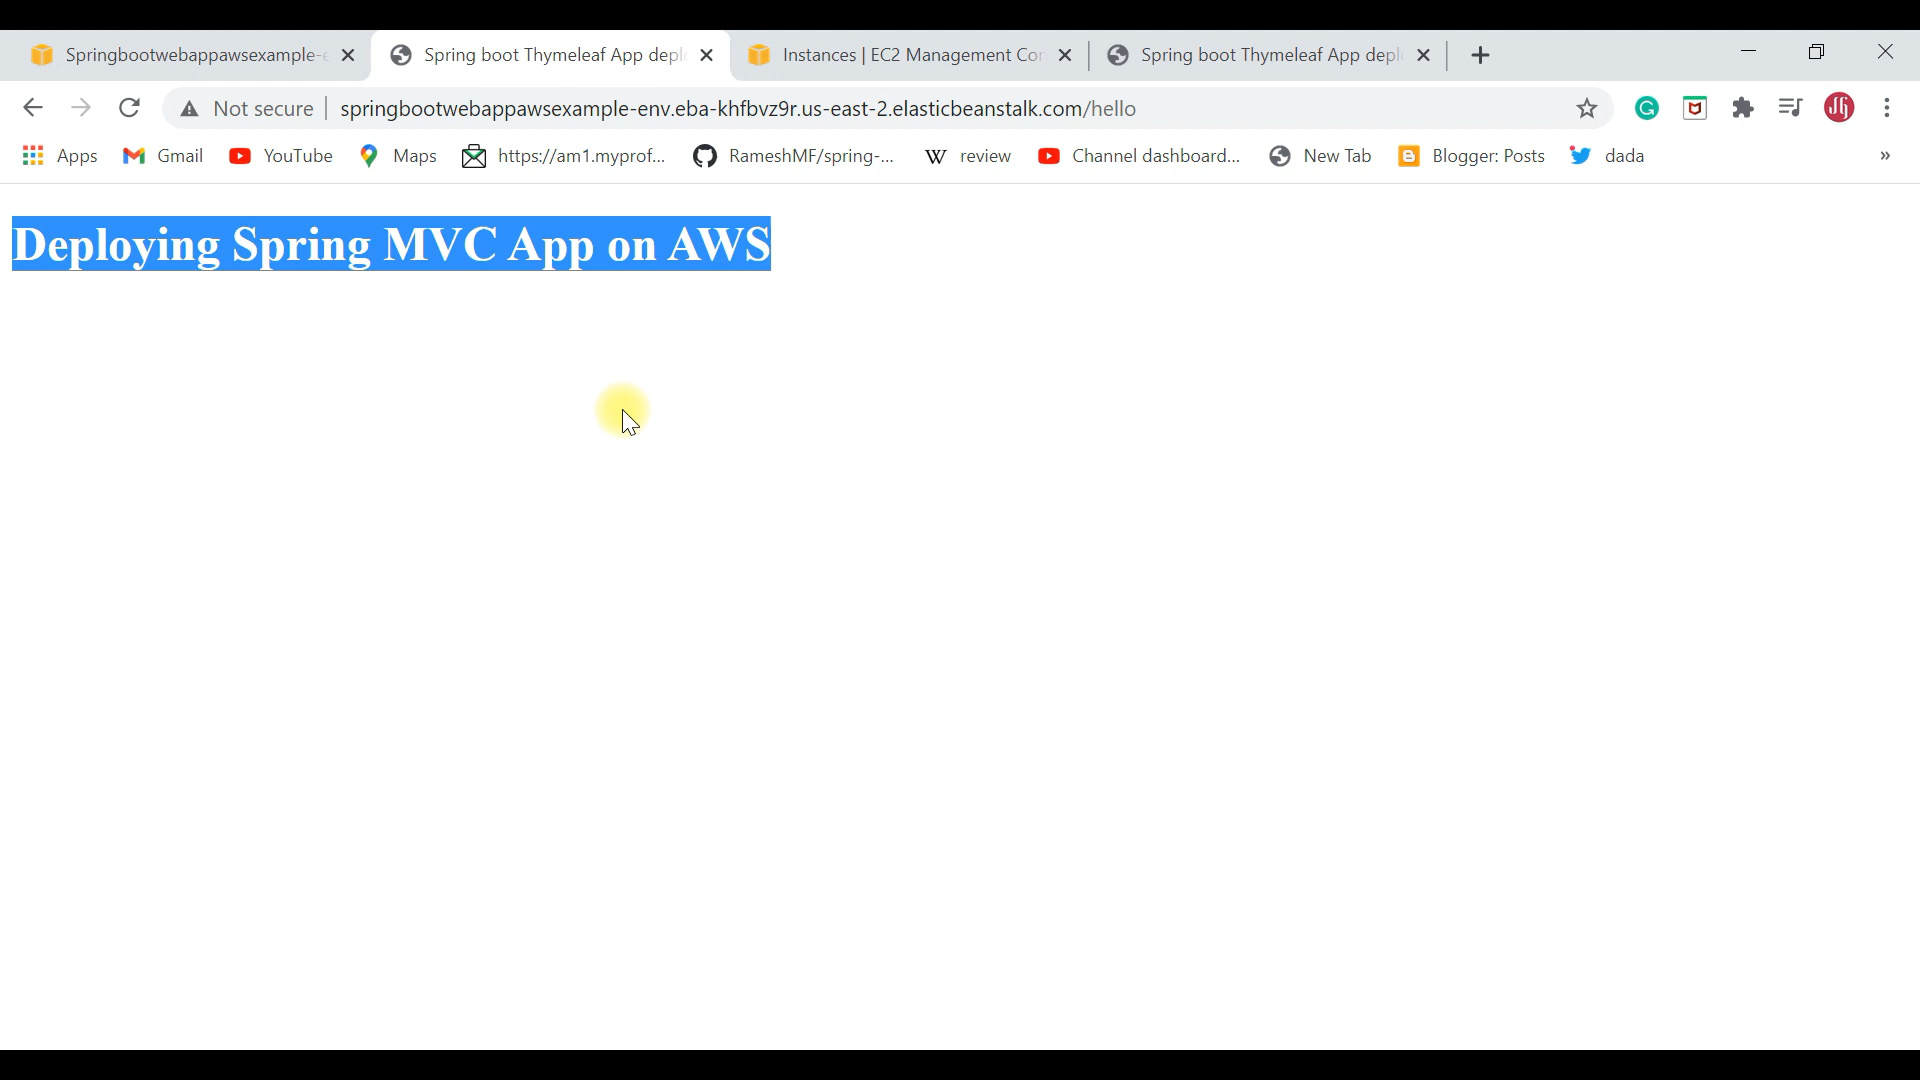 Springbootwebappawsexample-e
Spring boot Thymeleaf App depl
Instances | EC2 Management Cor
Spring boot Thymeleaf App depl
Not secure
springbootwebappawsexample-env.eba-khfbvz9r.us-east-2.elasticbeanstalk.com/hello
Apps
Gmail
YouTube
Maps
https://am1.myprof...
RameshMF/spring-...
W review
Channel dashboard...
New Tab
Blogger: Posts
dada
»
Deploying Spring MVC App on AWS